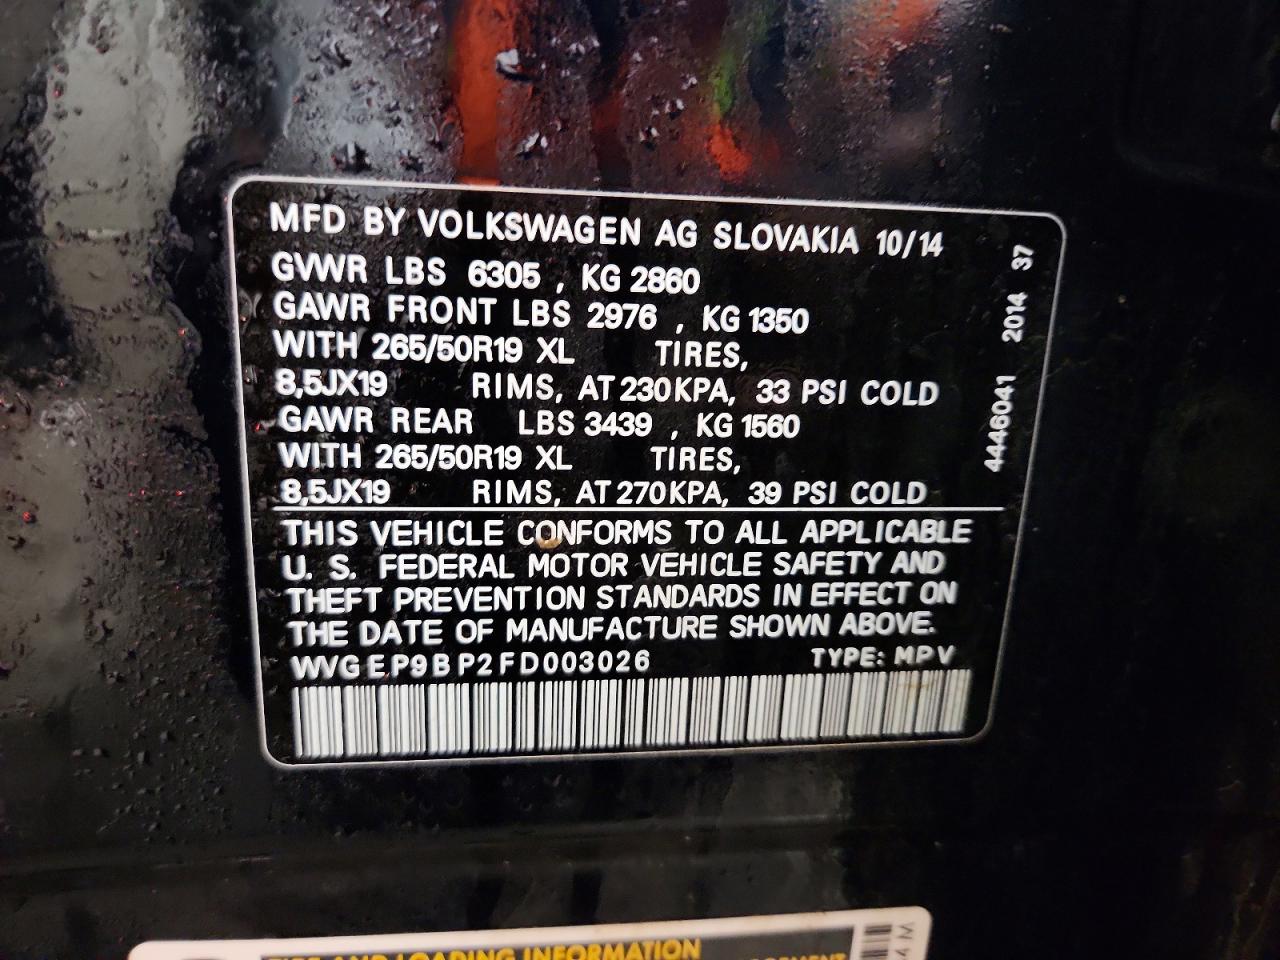 MFD BY VOLKSWAGEN AG SLOVAKIA 10/14
GVWR LBS 6305 , KG 2860
GAWR FRONT LBS 2976 , KG 1350
WITH 265/50R19 XL TIRES,
8,5JX19 RIMS, AT 230KPA, 33 PSI COLD
GAWR REAR LBS 3439 , KG 1560
WITH 265/50R19 XL TIRES,
8,5JX19 RIMS, AT 270KPA, 39 PSI COLD
4446041 2014 37
THIS VEHICLE CONFORMS TO ALL APPLICABLE
U. S. FEDERAL MOTOR VEHICLE SAFETY AND
THEFT PREVENTION STANDARDS IN EFFECT ON
THE DATE OF MANUFACTURE SHOWN ABOVE.
WVGEP9BP2FD003026 TYPE: MPV
TIRE AND LOADING INFORMATION